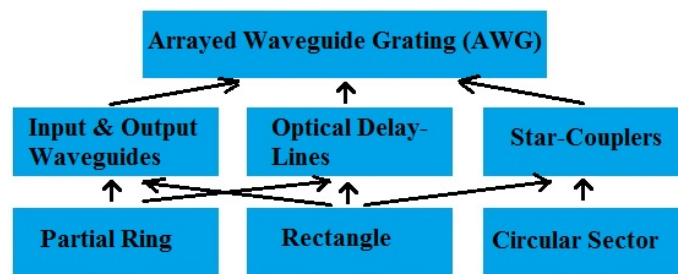 Arrayed Waveguide Grating (AWG)
Input & Output
Waveguides
Optical Delay-
Lines
Star-Couplers
Partial Ring
Rectangle
Circular Sector